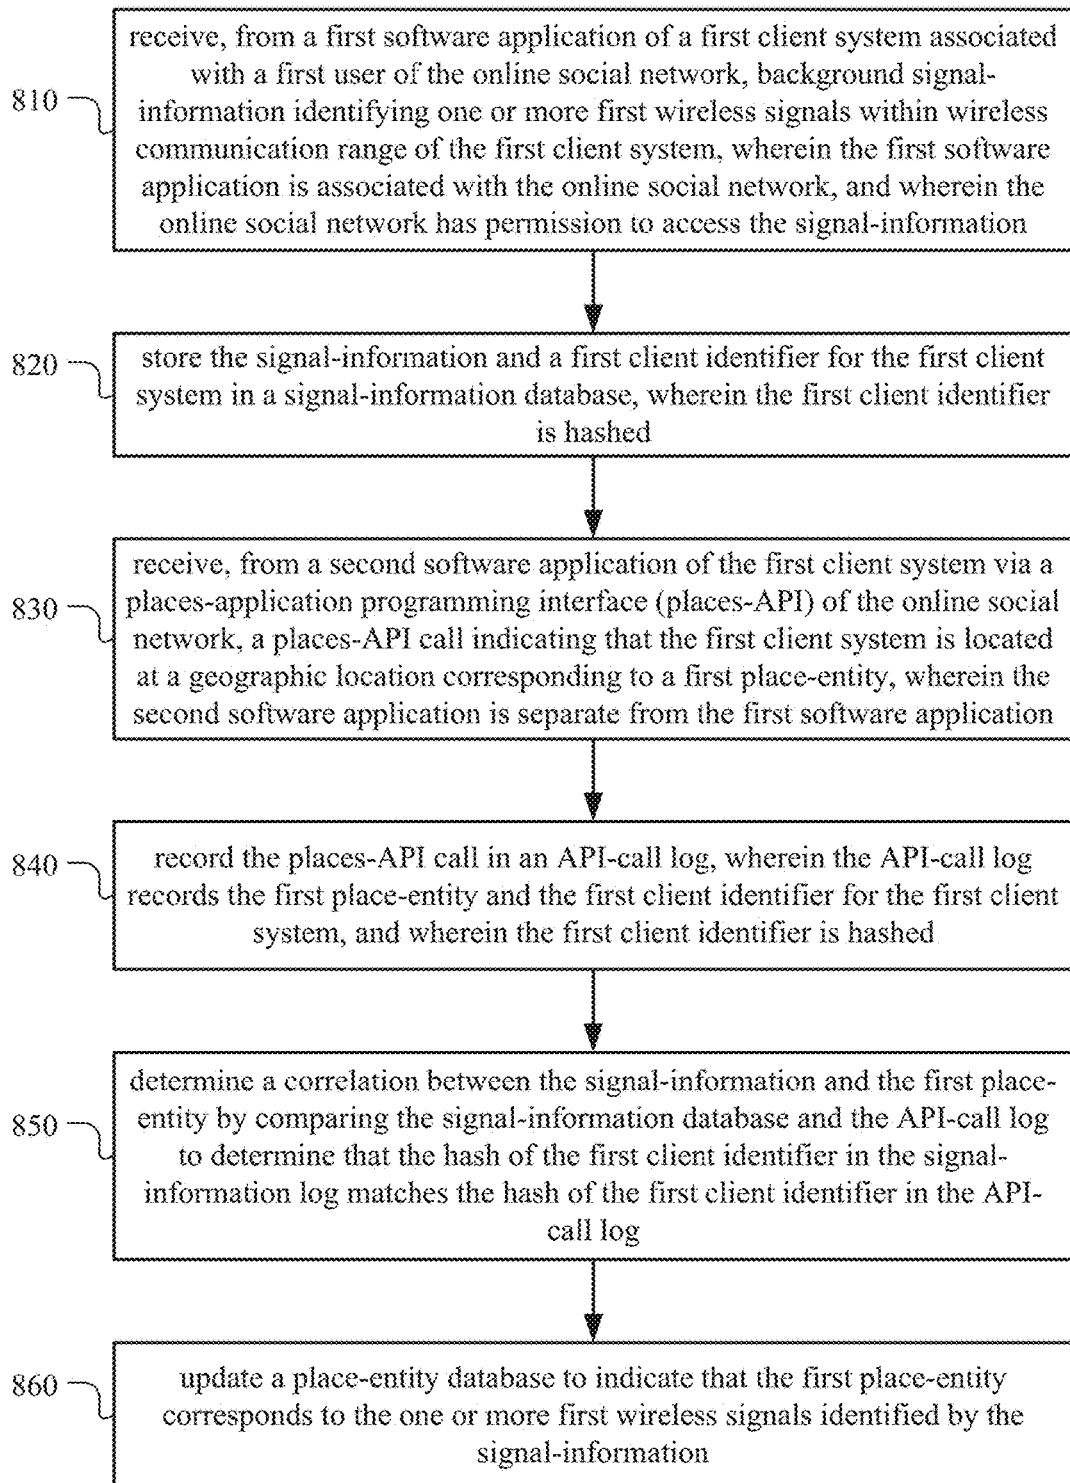 810
receive, from a first software application of a first client system associated
with a first user of the online social network, background signal-
information identifying one or more first wireless signals within wireless
communication range of the first client system, wherein the first software
application is associated with the online social network, and wherein the
online social network has permission to access the signal-information
820
store the signal-information and a first client identifier for the first client
system in a signal-information database, wherein the first client identifier
is hashed
830
receive, from a second software application of the first client system via a
places-application programming interface (places-API) of the online social
network, a places-API call indicating that the first client system is located
at a geographic location corresponding to a first place-entity, wherein the
second software application is separate from the first software application
840
record the places-API call in an API-call log, wherein the API-call log
records the first place-entity and the first client identifier for the first client
system, and wherein the first client identifier is hashed
850
determine a correlation between the signal-information and the first place-
entity by comparing the signal-information database and the API-call log
to determine that the hash of the first client identifier in the signal-
information log matches the hash of the first client identifier in the API-
call log
860
update a place-entity database to indicate that the first place-entity
corresponds to the one or more first wireless signals identified by the
signal-information